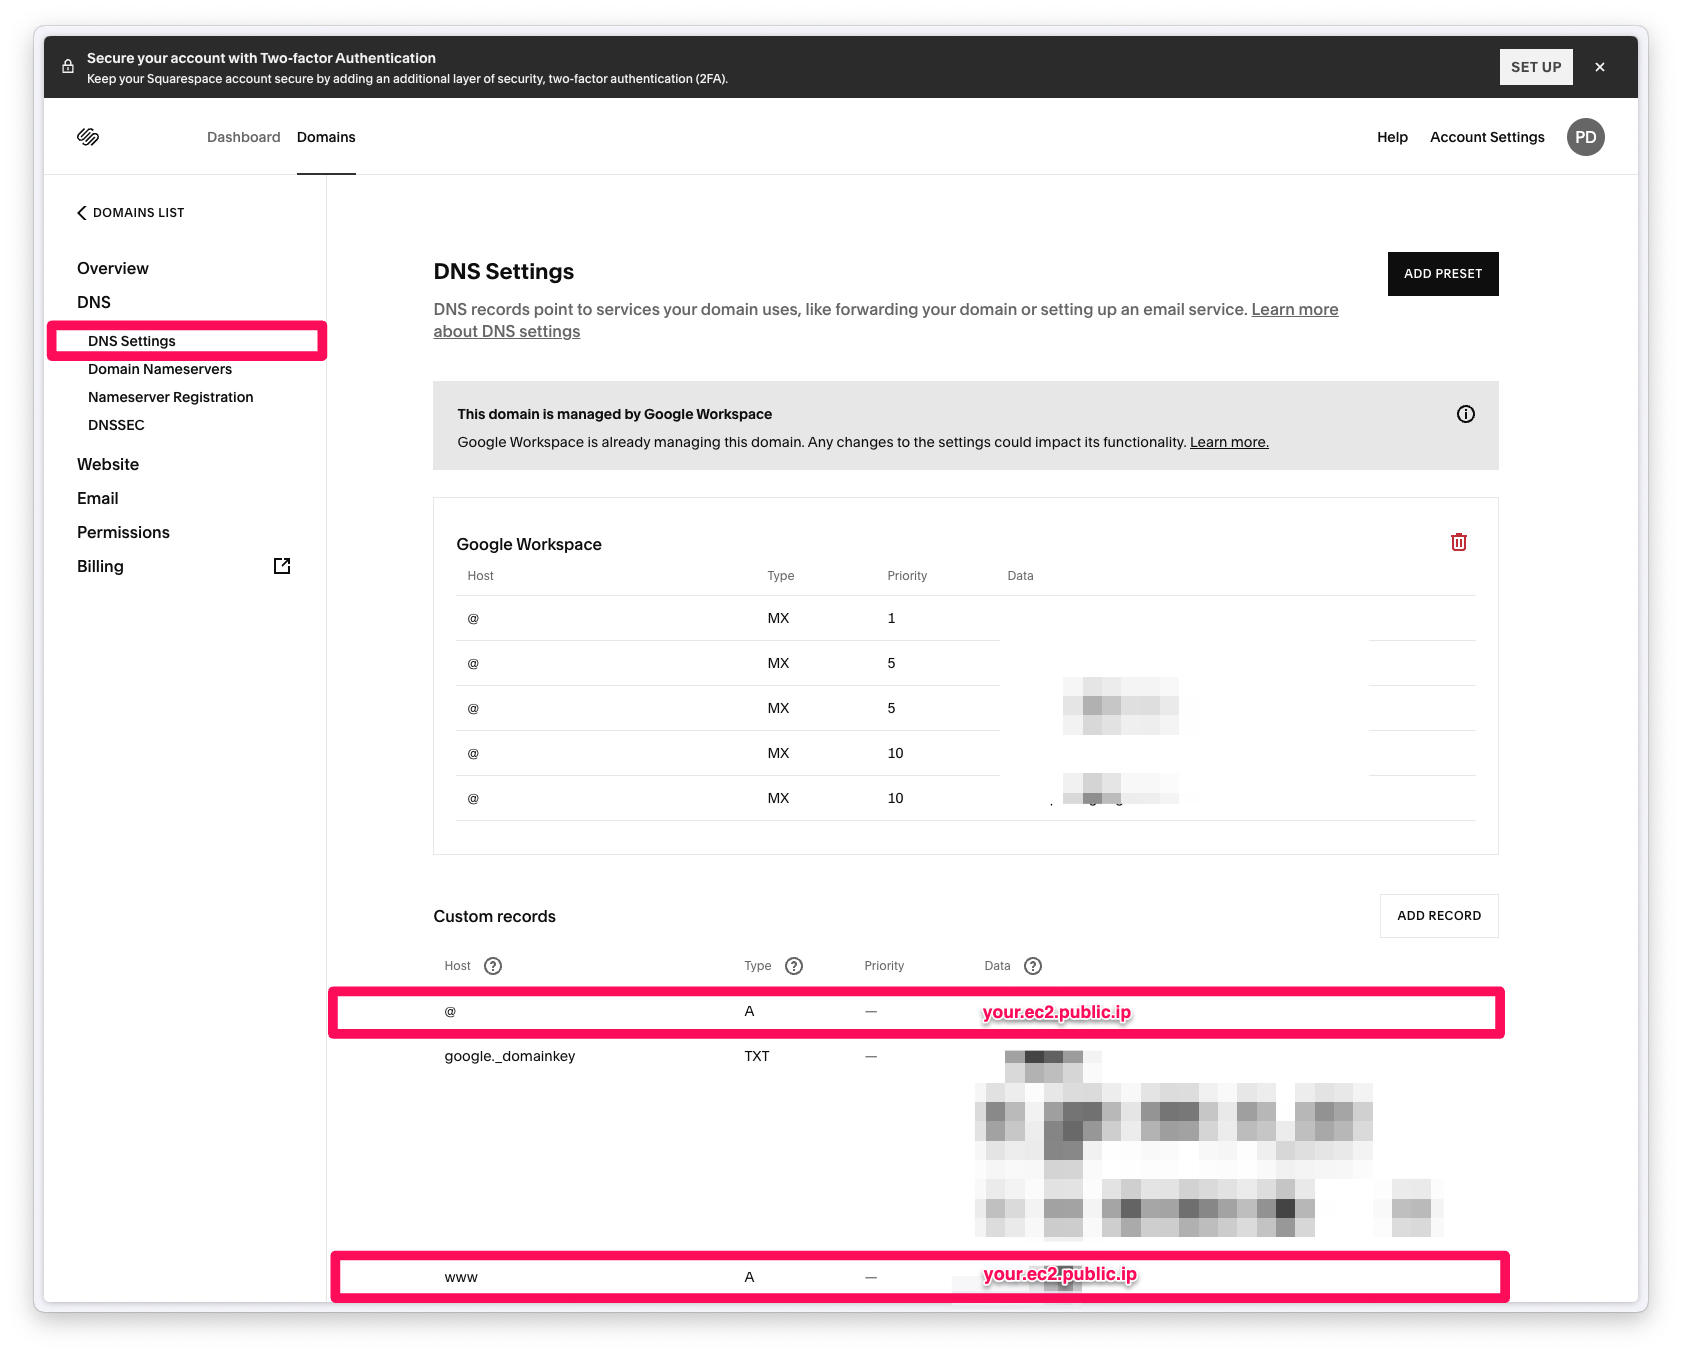 Secure your account with Two-factor Authentication
Keep your Squarespace account secure by adding an additional layer of security, two-factor authentication (2FA).
SET UP
Dashboard
Domains
Help
Account Settings
PD
DOMAINS LIST
Overview
DNS
DNS Settings
Domain Nameservers
Nameserver Registration
DNSSEC
Website
Email
Permissions
Billing
DNS Settings
ADD PRESET
DNS records point to services your domain uses, like forwarding your domain or setting up an email service. Learn more
about DNS settings
This domain is managed by Google Workspace
Google Workspace is already managing this domain. Any changes to the settings could impact its functionality. Learn more.
Google Workspace
Host Type Priority Data
@ MX 1
@ MX 5
@ MX 5
@ MX 10
@ MX 10
Custom records
ADD RECORD
Host ? Type ? Priority Data ?
@ A — your.ec2.public.ip
google._domainkey TXT —
www A — your.ec2.public.ip